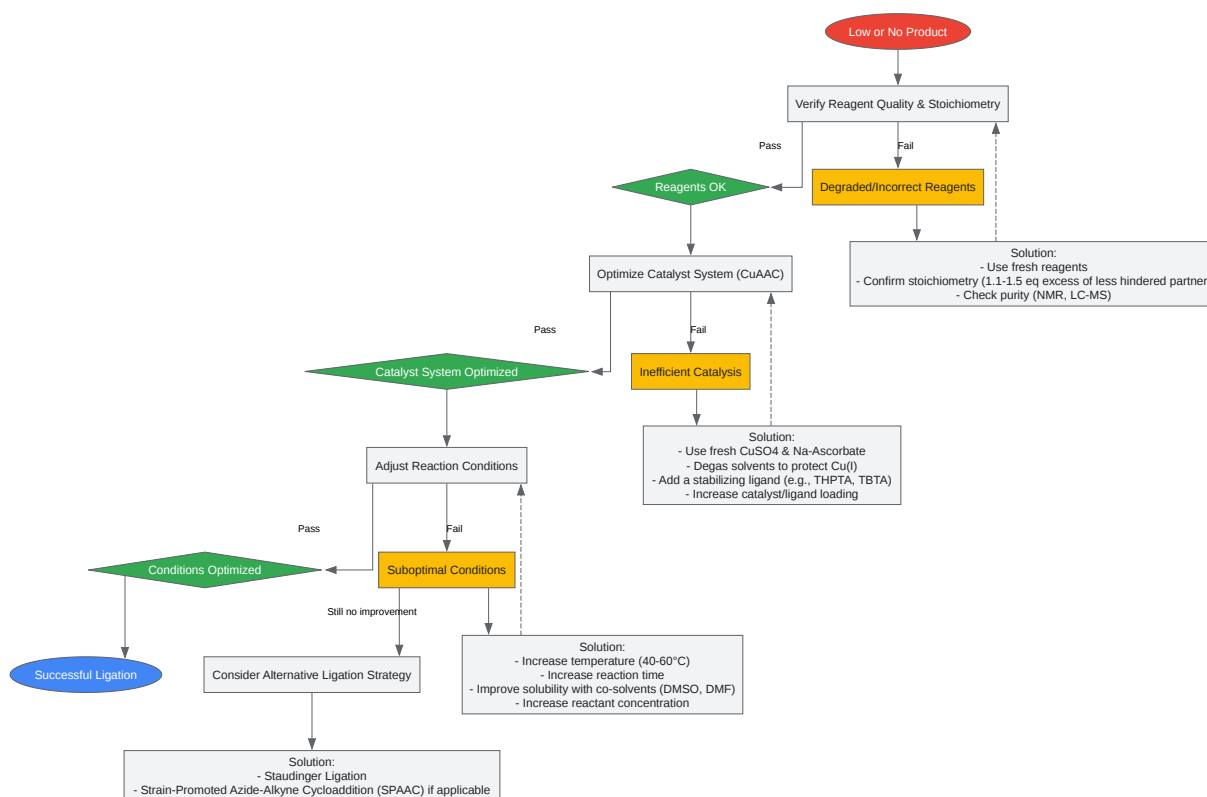 Low or No Product
Verify Reagent Quality & Stoichiometry
Pass
Fail
Reagents OK
Degraded/Incorrect Reagents
Solution:
- Use fresh reagents
- Confirm stoichiometry (1.1-1.5 eq excess of less hindered partner
- Check purity (NMR, LC-MS)
Optimize Catalyst System (CuAAC)
Pass
Fail
Catalyst System Optimized
Inefficient Catalysis
Solution:
- Use fresh CuSO4 & Na-Ascorbate
- Degas solvents to protect Cu(I)
- Add a stabilizing ligand (e.g., THPTA, TBTA)
- Increase catalyst/ligand loading
Adjust Reaction Conditions
Pass
Fail
Conditions Optimized
Suboptimal Conditions
Still no improvement
Solution:
- Increase temperature (40-60°C)
- Increase reaction time
- Improve solubility with co-solvents (DMSO, DMF)
- Increase reactant concentration
Successful Ligation
Consider Alternative Ligation Strategy
Solution:
- Staudinger Ligation
- Strain-Promoted Azide-Alkyne Cycloaddition (SPAAC) if applicable